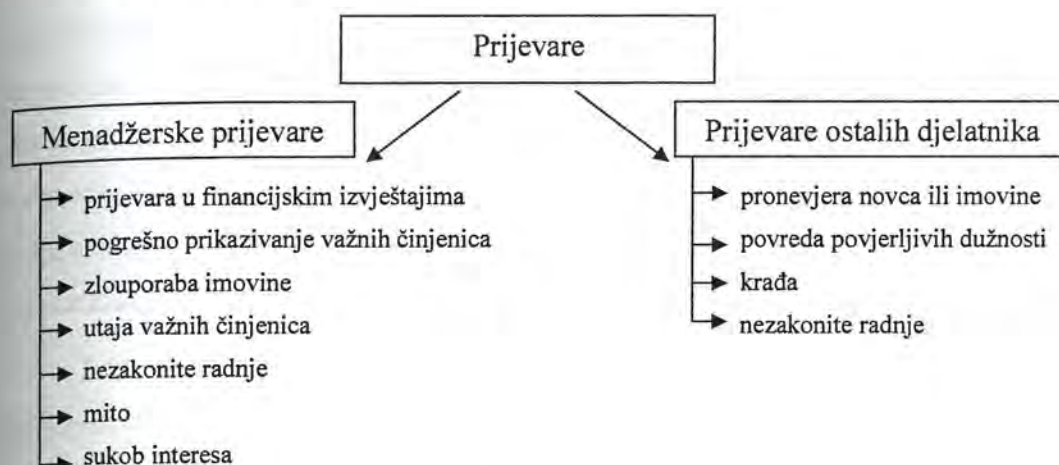 Prijevare
Menadžerske prijevare
prijevara u financijskim izvještajima
pogrešno prikazivanje važnih činjenica
zlouporaba imovine
utaja važnih činjenica
nezakonite radnje
mito
sukob interesa
Prijevare ostalih djelatnika
pronevjera novca ili imovine
povreda povjerljivih dužnosti
krađa
nezakonite radnje